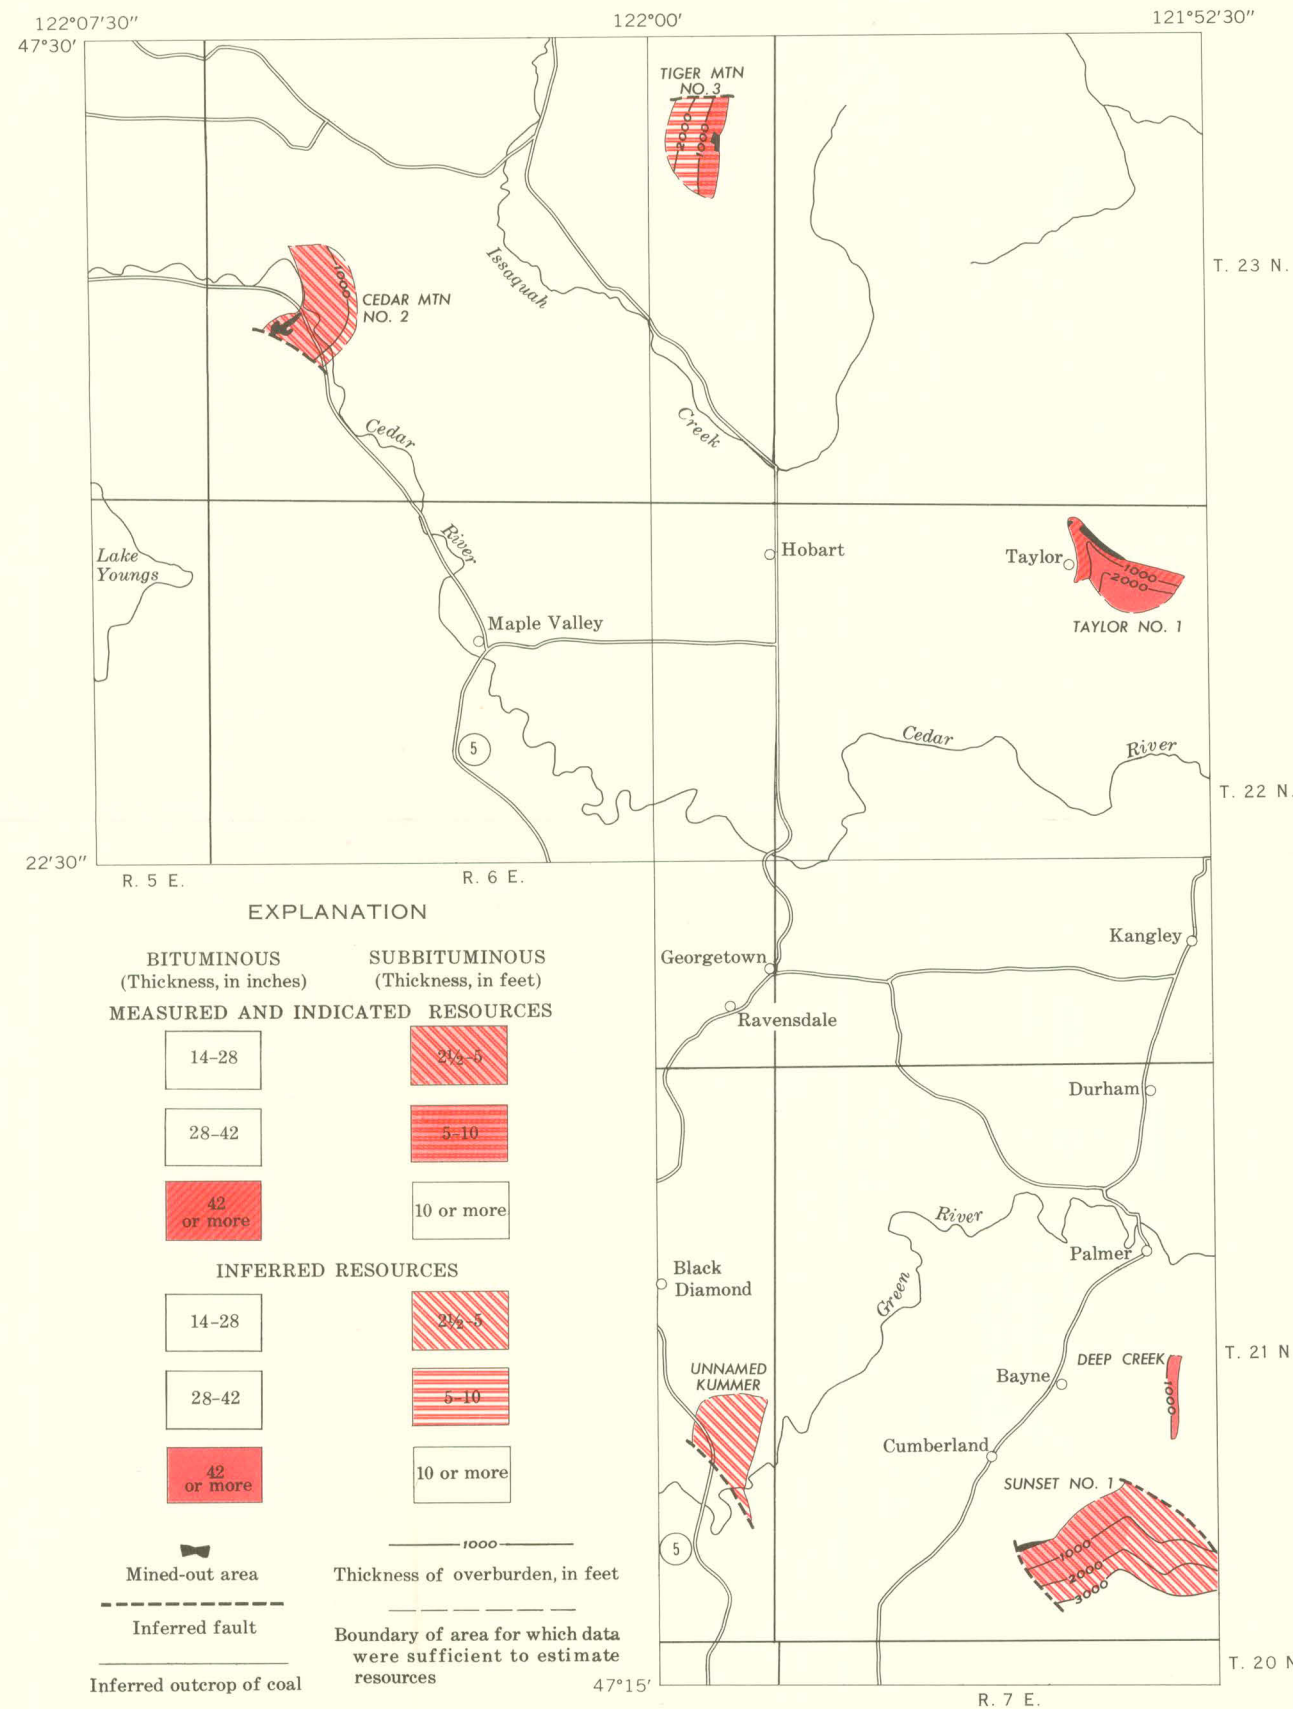 122°07'30"
122°00'
121°52'30"
47°30'
TIGER MTN
NO. 3
2000
1000
T. 23 N.
Issaquah
1000
CEDAR MTN
NO. 2
Creek
Cedar
River
Lake
Youngs
Hobart
Taylor
1000
2000
TAYLOR NO. 1
Maple Valley
5
Cedar
River
T. 22 N.
22'30"
R. 5 E.
R. 6 E.
EXPLANATION
BITUMINOUS
(Thickness, in inches)
SUBBITUMINOUS
(Thickness, in feet)
MEASURED AND INDICATED RESOURCES
14–28
2½–5
28–42
5–10
42
or more
10 or more
INFERRED RESOURCES
14–28
2½–5
28–42
5–10
42
or more
10 or more
Mined-out area
1000
Thickness of overburden, in feet
Inferred fault
Boundary of area for which data
were sufficient to estimate
resources
Inferred outcrop of coal
Georgetown
Kangley
Ravensdale
Durham
River
Green
Palmer
Black
Diamond
T. 21 N
UNNAMED
KUMMER
DEEP CREEK
1000
Bayne
Cumberland
SUNSET NO. 1
1000
2000
3000
5
47°15'
T. 20 N
R. 7 E.